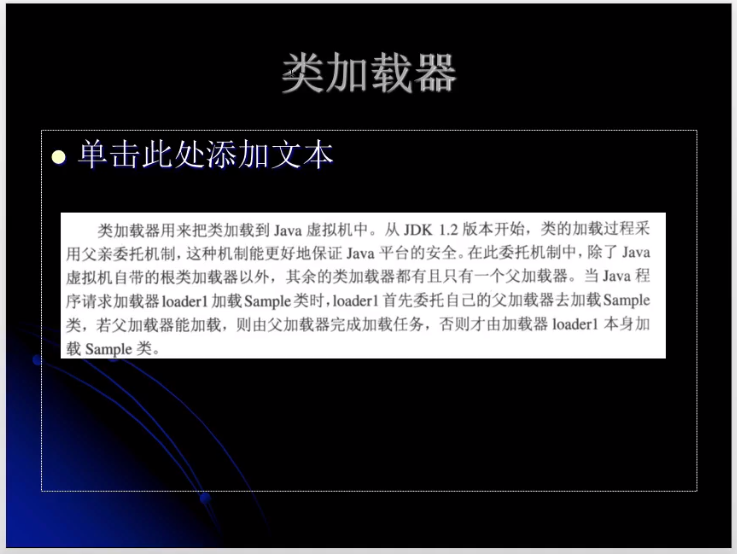 类加载器
单击此处添加文本
类加载器用来把类加载到 Java 虚拟机中。从 JDK 1.2 版本开始，类的加载过程采
用父亲委托机制，这种机制能更好地保证 Java 平台的安全。在此委托机制中，除了 Java
虚拟机自带的根类加载器以外，其余的类加载器都有且只有一个父加载器。当 Java 程
序请求加载器 loader1 加载 Sample 类时，loader1 首先委托自己的父加载器去加载 Sample
类，若父加载器能加载，则由父加载器完成加载任务，否则才由加载器 loader1 本身加
载 Sample 类。